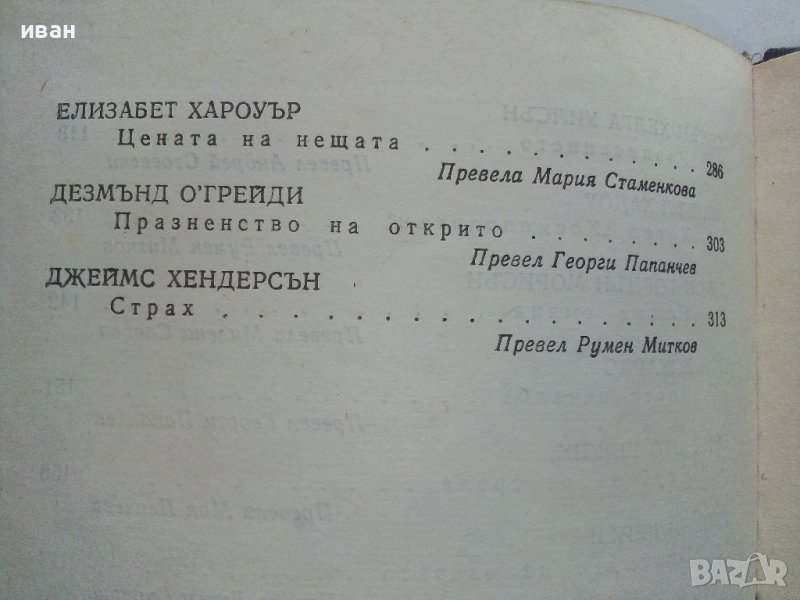 иван
ЕЛИЗАБЕТ ХАРОУЪР
Цената на нещата . . . . . . . . . . . . 286
Превела Мария Стаменкова
ДЕЗМЪНД О'ГРЕЙДИ
Празненство на открито . . . . . . . . 303
Превел Георги Папанчев
ДЖЕЙМС ХЕНДЕРСЪН
Страх . . . . . . . . . . . . . . . . . . 313
Превел Румен Митков
BAZAR